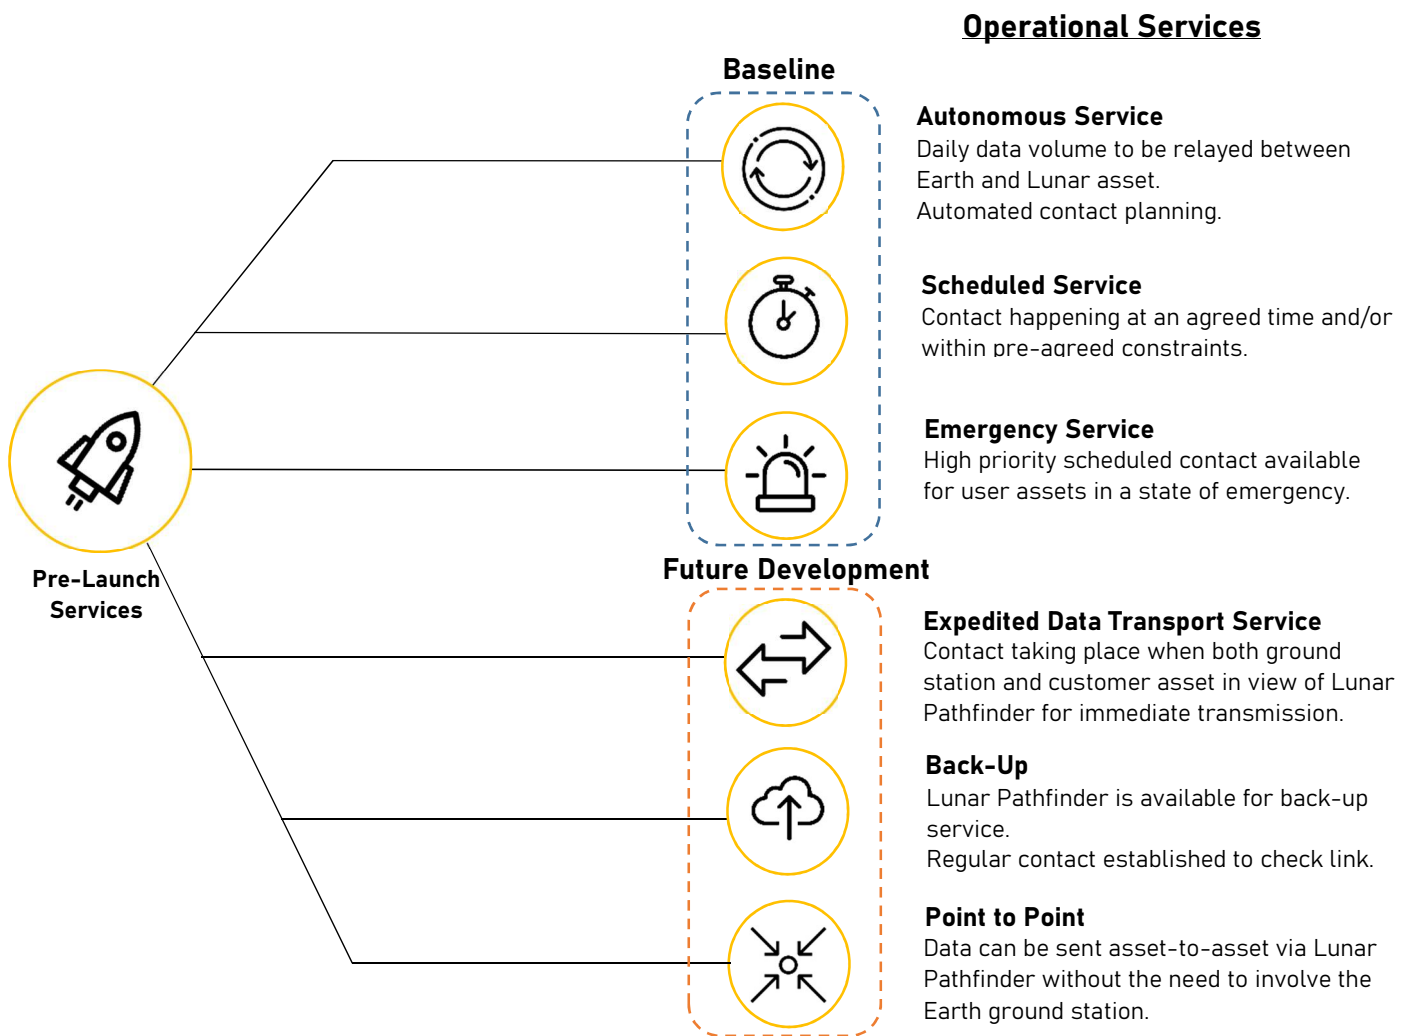 Operational Services
Baseline
Autonomous Service
Daily data volume to be relayed between
Earth and Lunar asset.
Automated contact planning.
Scheduled Service
Contact happening at an agreed time and/or
within pre-agreed constraints.
Emergency Service
High priority scheduled contact available
for user assets in a state of emergency.
Pre-Launch
Services
Future Development
Expedited Data Transport Service
Contact taking place when both ground
station and customer asset in view of Lunar
Pathfinder for immediate transmission.
Back-Up
Lunar Pathfinder is available for back-up
service.
Regular contact established to check link.
Point to Point
Data can be sent asset-to-asset via Lunar
Pathfinder without the need to involve the
Earth ground station.